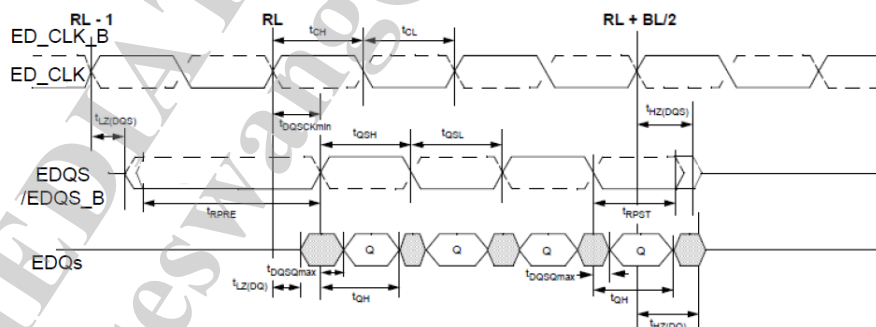 RL - 1 RL RL + BL/2
ED_CLK_B
tCH tCL
ED_CLK
tLZ(DQS) tDQSCKmin tHZ(DQS)
tQSH tQSL
EDQS
/EDQS_B
tRPRE tRPST
EDQs Q Q Q Q
tDQSQmax tDQSQmax
tLZ(DQ) tQH tQH
tHZ(DQ)